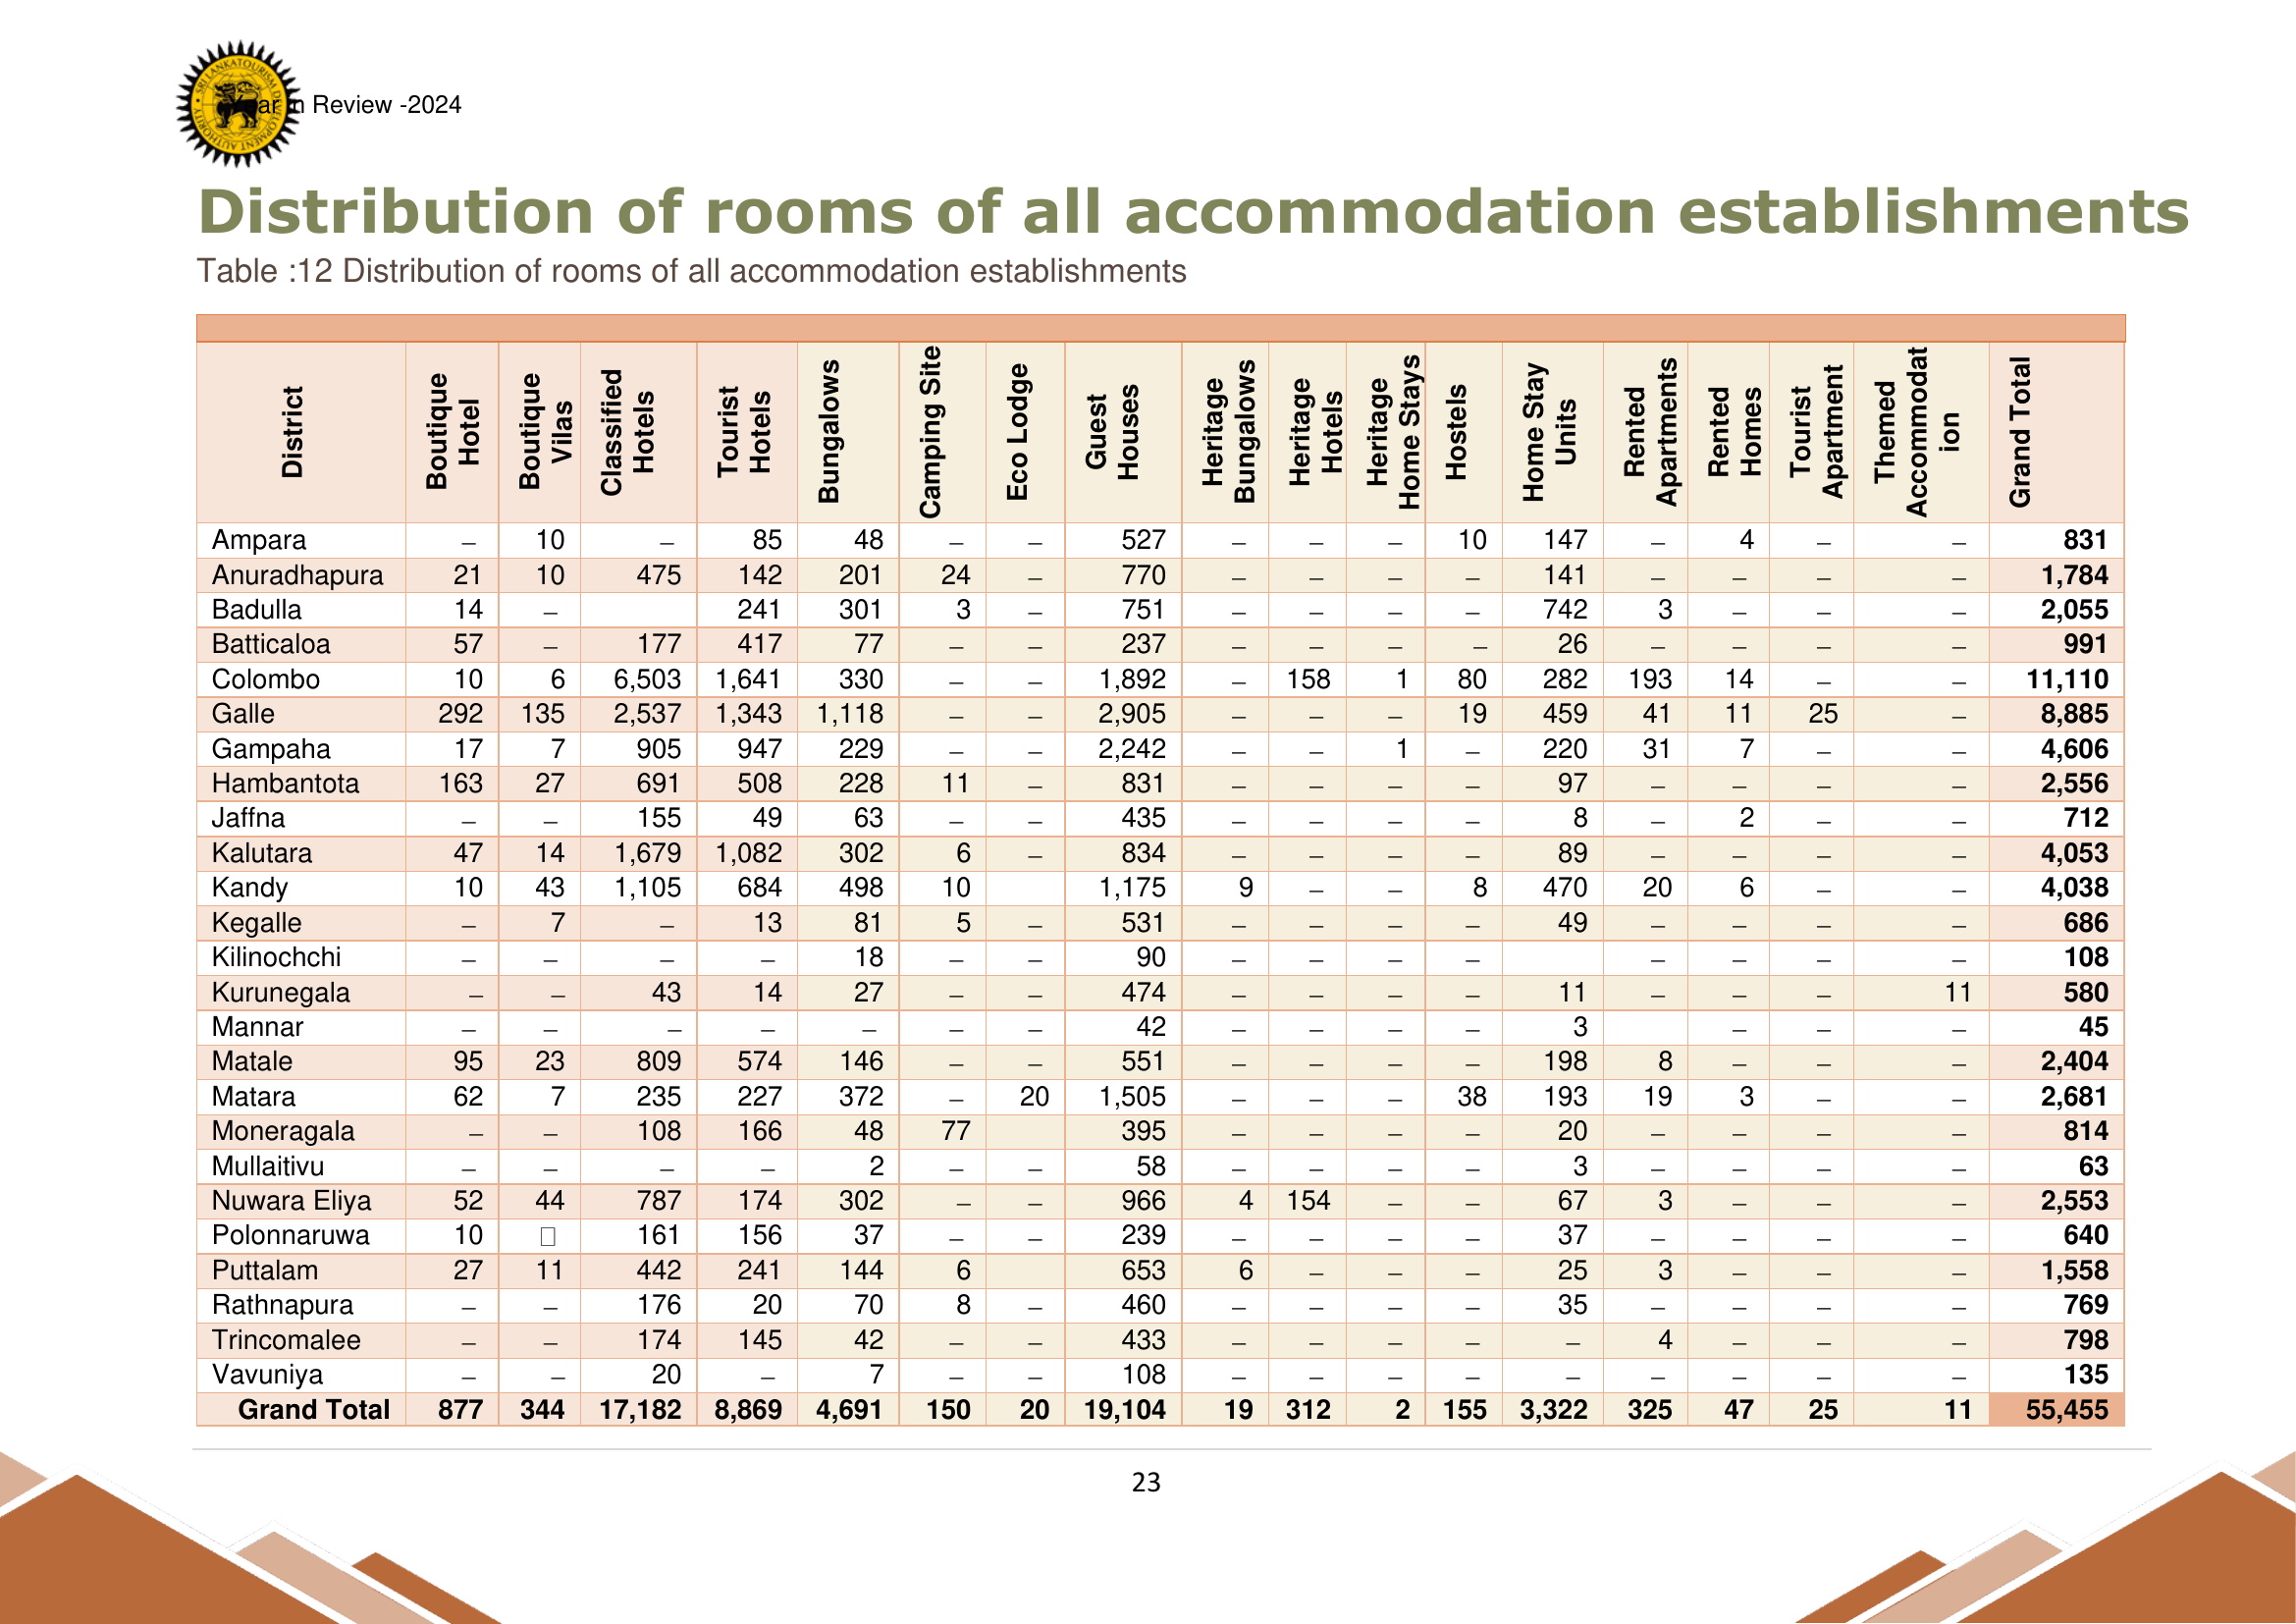 SRI LANKA TOURISM DEVELOPMENT AUTHORITY
Year in Review -2024
Distribution of rooms of all accommodation establishments
Table :12 Distribution of rooms of all accommodation establishments
District Boutique Hotel Boutique Vilas Classified Hotels Tourist Hotels Bungalows Camping Site Eco Lodge Guest Houses Heritage Bungalows Heritage Hotels Heritage Home Stays Hostels Home Stay Units Rented Apartments Rented Homes Tourist Apartment Themed Accommodat ion Grand Total
Ampara – 10 – 85 48 – – 527 – – – 10 147 – 4 – – 831
Anuradhapura 21 10 475 142 201 24 – 770 – – – – 141 – – – – 1,784
Badulla 14 – 241 301 3 – 751 – – – – 742 3 – – – 2,055
Batticaloa 57 – 177 417 77 – – 237 – – – – 26 – – – – 991
Colombo 10 6 6,503 1,641 330 – – 1,892 – 158 1 80 282 193 14 – – 11,110
Galle 292 135 2,537 1,343 1,118 – – 2,905 – – – 19 459 41 11 25 – 8,885
Gampaha 17 7 905 947 229 – – 2,242 – – 1 – 220 31 7 – – 4,606
Hambantota 163 27 691 508 228 11 – 831 – – – – 97 – – – – 2,556
Jaffna – – 155 49 63 – – 435 – – – – 8 – 2 – – 712
Kalutara 47 14 1,679 1,082 302 6 – 834 – – – – 89 – – – – 4,053
Kandy 10 43 1,105 684 498 10 1,175 9 – – 8 470 20 6 – – 4,038
Kegalle – 7 – 13 81 5 – 531 – – – – 49 – – – – 686
Kilinochchi – – – – 18 – – 90 – – – – – – – – 108
Kurunegala – – 43 14 27 – – 474 – – – – 11 – – – 11 580
Mannar – – – – – – – 42 – – – – 3 – – – 45
Matale 95 23 809 574 146 – – 551 – – – – 198 8 – – – 2,404
Matara 62 7 235 227 372 – 20 1,505 – – – 38 193 19 3 – – 2,681
Moneragala – – 108 166 48 77 395 – – – – 20 – – – – 814
Mullaitivu – – – – 2 – – 58 – – – – 3 – – – – 63
Nuwara Eliya 52 44 787 174 302 – – 966 4 154 – – 67 3 – – – 2,553
Polonnaruwa 10 □ 161 156 37 – – 239 – – – – 37 – – – – 640
Puttalam 27 11 442 241 144 6 653 6 – – – 25 3 – – – 1,558
Rathnapura – – 176 20 70 8 – 460 – – – – 35 – – – – 769
Trincomalee – – 174 145 42 – – 433 – – – – – 4 – – – 798
Vavuniya – – 20 – 7 – – 108 – – – – – – – – – 135
Grand Total 877 344 17,182 8,869 4,691 150 20 19,104 19 312 2 155 3,322 325 47 25 11 55,455
23